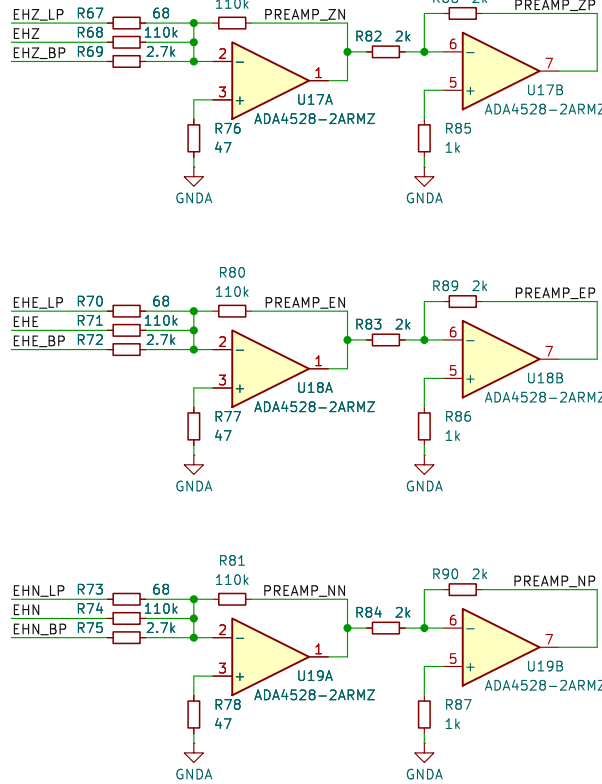 110k
EHZ_LP R67 68 PREAMP_ZN PREAMP_ZP
EHZ R68 110k R82 2k
EHZ_BP R69 2.7k
2 1 6 7
3 U17A 5 U17B
ADA4528-2ARMZ ADA4528-2ARMZ
R76 R85
47 1k
GNDA GNDA
R80 R89 2k
110k
EHE_LP R70 68 PREAMP_EN PREAMP_EP
EHE R71 110k R83 2k
EHE_BP R72 2.7k
2 1 6 7
3 U18A 5 U18B
ADA4528-2ARMZ ADA4528-2ARMZ
R77 R86
47 1k
GNDA GNDA
R81 R90 2k
110k
EHN_LP R73 68 PREAMP_NN PREAMP_NP
EHN R74 110k R84 2k
EHN_BP R75 2.7k
2 1 6 7
3 U19A 5 U19B
ADA4528-2ARMZ ADA4528-2ARMZ
R78 R87
47 1k
GNDA GNDA